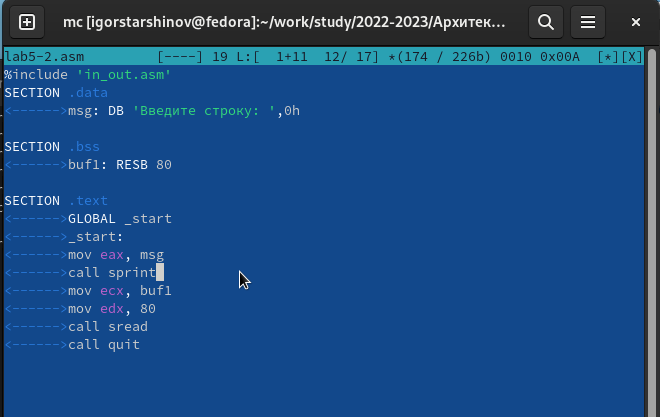 mc [igorstarshinov@fedora]:~/work/study/2022-2023/Архитек...
lab5-2.asm [----] 19 L:[ 1+11 12/ 17] *(174 / 226b) 0010 0x00A [*][X]
%include 'in_out.asm'
SECTION .data
<------>msg: DB 'Введите строку: ',0h
SECTION .bss
<------>buf1: RESB 80
SECTION .text
<------>GLOBAL _start
<------>_start:
<------>mov eax, msg
<------>call sprint
<------>mov ecx, buf1
<------>mov edx, 80
<------>call sread
<------>call quit